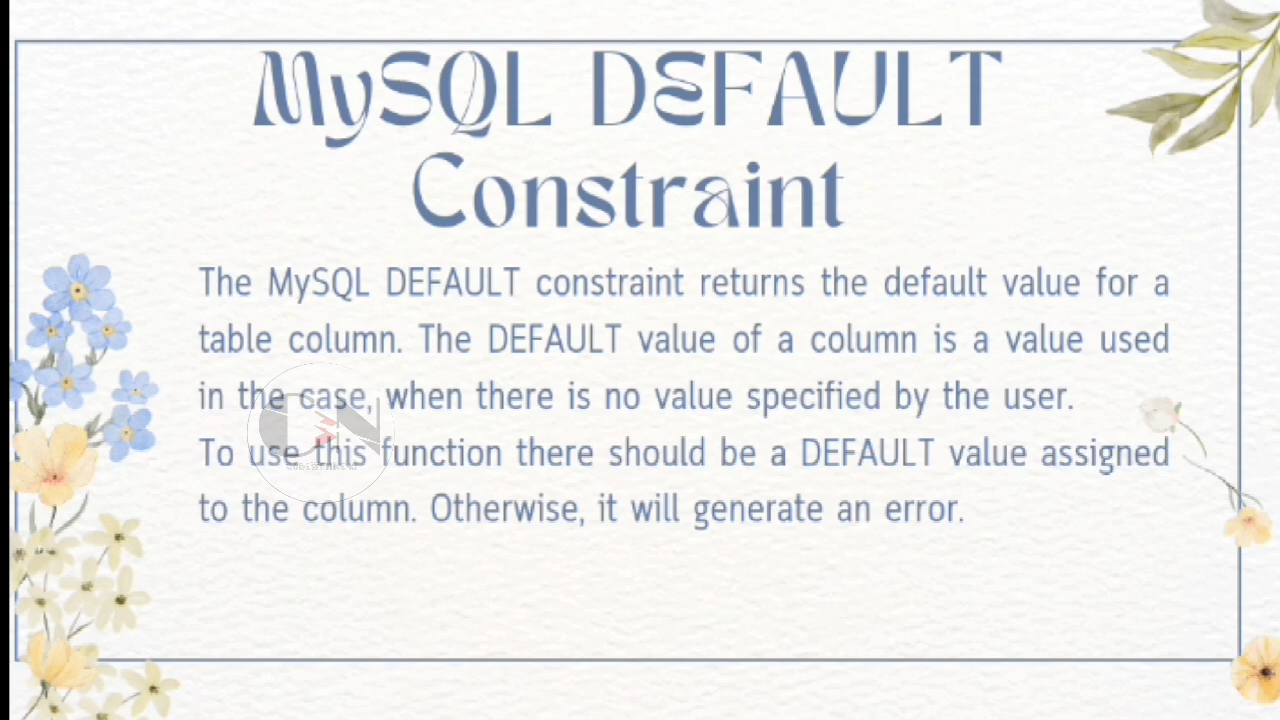 MySQL DEFAULT
Constraint
The MySQL DEFAULT constraint returns the default value for a
table column. The DEFAULT value of a column is a value used
in the case, when there is no value specified by the user.
To use this function there should be a DEFAULT value assigned
to the column. Otherwise, it will generate an error.